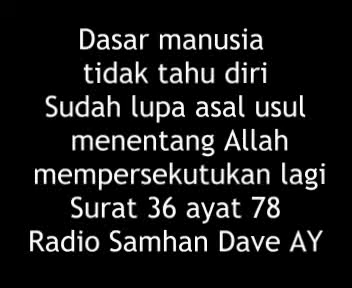 Dasar manusia
tidak tahu diri
Sudah lupa asal usul
menentang Allah
mempersekutukan lagi
Surat 36 ayat 78
Radio Samhan Dave AY